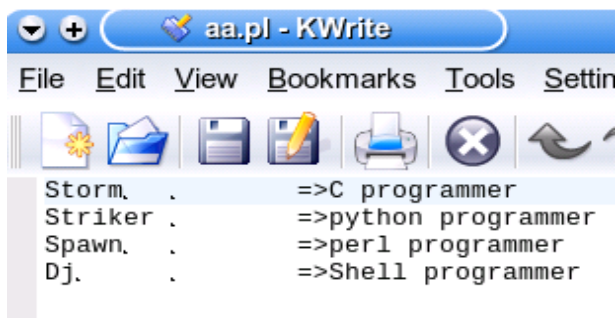 aa.pl - KWrite
File Edit View Bookmarks Tools Settin
Storm. . =>C programmer
Striker . =>python programmer
Spawn. . =>perl programmer
Dj. . =>Shell programmer